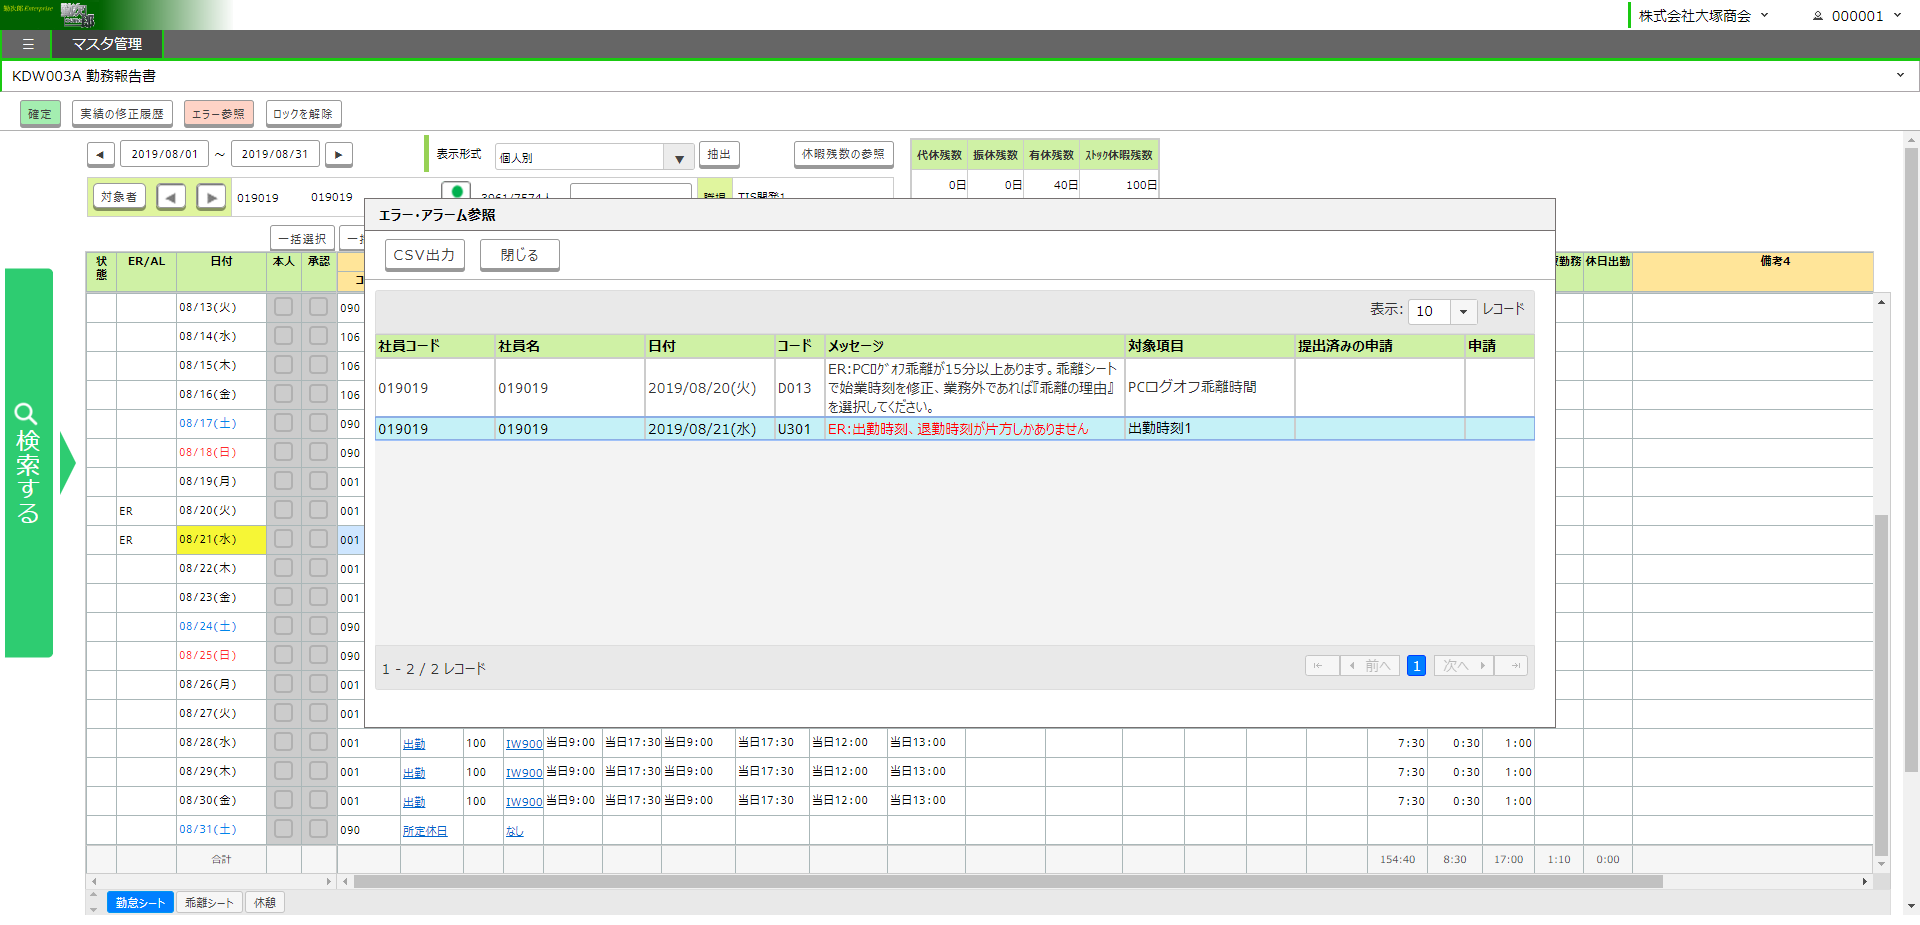 勤次郎Enterprise
株式会社大塚商会 000001
マスタ管理
KDW003A 勤務報告書
確定 実績の修正履歴 エラー参照 ロックを解除
2019/08/01 ～ 2019/08/31 表示形式 個人別 抽出 休暇残数の参照
代休残数 振休残数 有休残数 ｽﾄｯｸ休暇残数
0日 0日 40日 100日
対象者 019019 019019
一括選択
状態 ER/AL 日付 本人 承認 休日出勤 備考4
検索する
エラー・アラーム参照
CSV出力 閉じる
表示: 10 レコード
社員コード 社員名 日付 コード メッセージ 対象項目 提出済みの申請 申請
019019 019019 2019/08/20(火) D013 ER:PCﾛｸﾞｵﾌ乖離が15分以上あります。乖離シートで始業時刻を修正、業務外であれば『乖離の理由』を選択してください。 PCログオフ乖離時間
019019 019019 2019/08/21(水) U301 ER:出勤時刻、退勤時刻が片方しかありません 出勤時刻1
1 - 2 / 2 レコード 前へ 1 次へ
08/13(火) 090
08/14(水) 106
08/15(木) 106
08/16(金) 106
08/17(土) 090
08/18(日) 090
08/19(月) 001
ER 08/20(火) 001
ER 08/21(水) 001
08/22(木) 001
08/23(金) 001
08/24(土) 090
08/25(日) 090
08/26(月) 001
08/27(火) 001
08/28(水) 001 出勤 100 IW900 当日9:00 当日17:30 当日9:00 当日17:30 当日12:00 当日13:00 7:30 0:30 1:00
08/29(木) 001 出勤 100 IW900 当日9:00 当日17:30 当日9:00 当日17:30 当日12:00 当日13:00 7:30 0:30 1:00
08/30(金) 001 出勤 100 IW900 当日9:00 当日17:30 当日9:00 当日17:30 当日12:00 当日13:00 7:30 0:30 1:00
08/31(土) 090 所定休日 なし
合計 154:40 8:30 17:00 1:10 0:00
勤怠シート 乖離シート 休憩